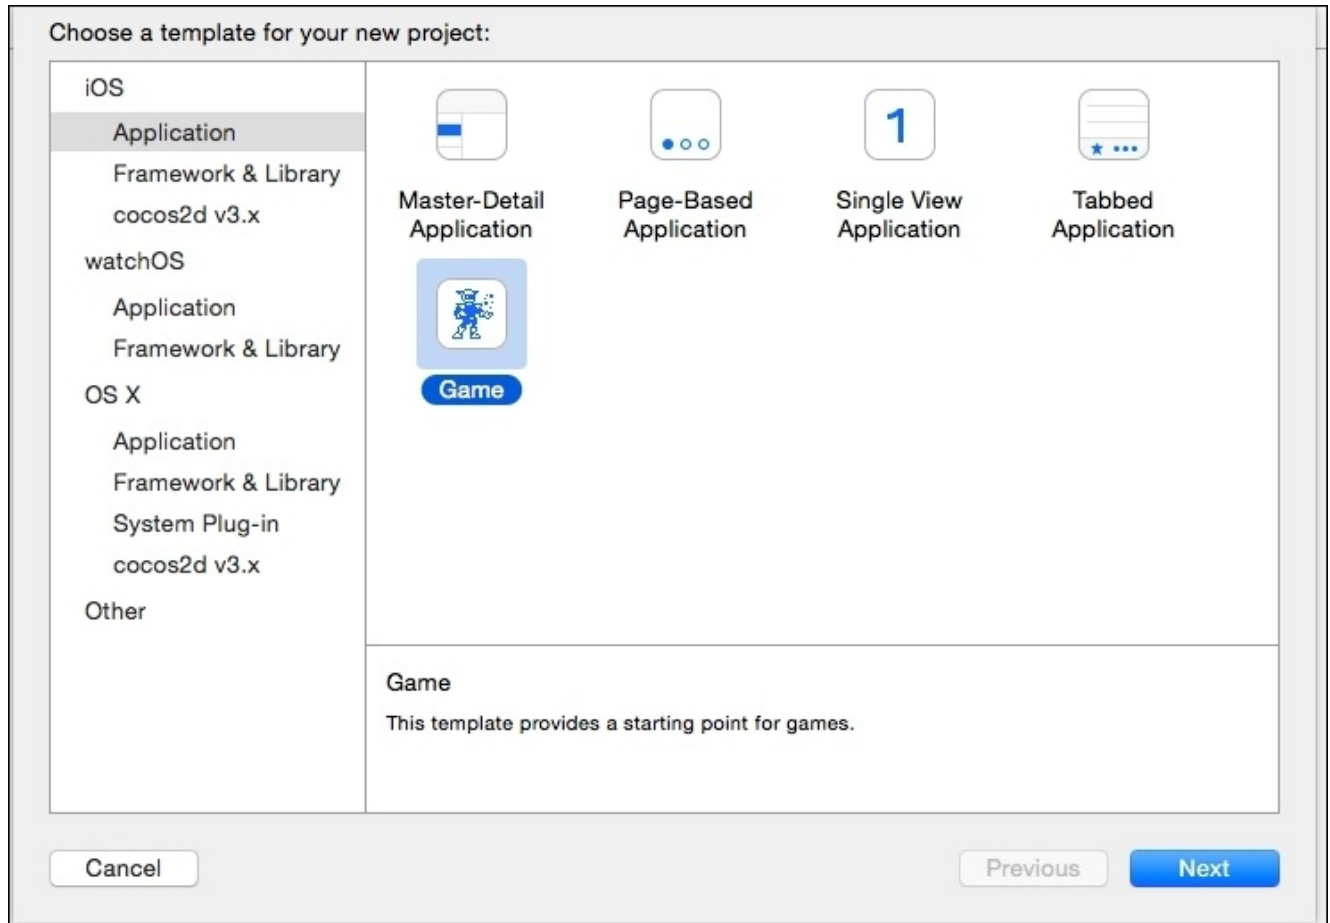 Choose a template for your new project:
iOS
Application
Framework & Library
cocos2d v3.x
watchOS
Application
Framework & Library
OS X
Application
Framework & Library
System Plug-in
cocos2d v3.x
Other
1
Master-Detail
Application
Page-Based
Application
Single View
Application
Tabbed
Application
Game
Game
This template provides a starting point for games.
Cancel
Previous
Next